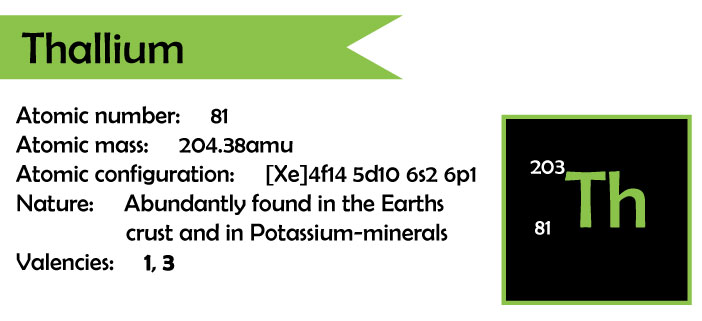 Thallium
Atomic number: 81
Atomic mass: 204.38amu
Atomic configuration: [Xe]4f14 5d10 6s2 6p1
Nature: Abundantly found in the Earths
crust and in Potassium-minerals
Valencies: 1, 3
203
Th
81